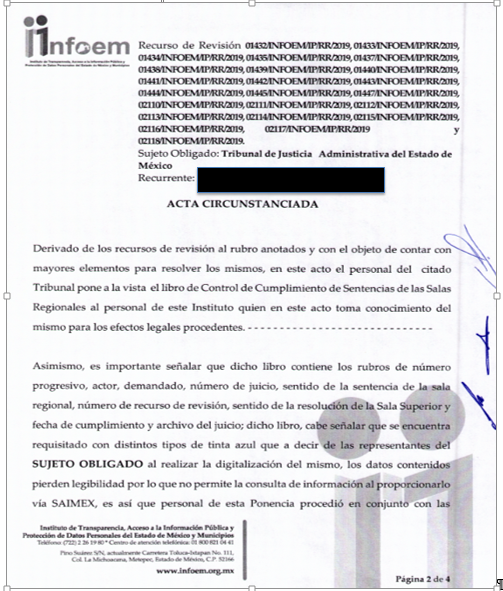 infoem
Instituto de Transparencia, Acceso a la Información Pública y
Protección de Datos Personales del Estado de México y Municipios
Recurso de Revisión 01432/INFOEM/IP/RR/2019, 01433/INFOEM/IP/RR/2019,
01434/INFOEM/IP/RR/2019, 01435/INFOEM/IP/RR/2019, 01437/INFOEM/IP/RR/2019,
01438/INFOEM/IP/RR/2019, 01439/INFOEM/IP/RR/2019, 01440/INFOEM/IP/RR/2019,
01441/INFOEM/IP/RR/2019, 01442/INFOEM/IP/RR/2019, 01443/INFOEM/IP/RR/2019,
01444/INFOEM/IP/RR/2019, 01445/INFOEM/IP/RR/2019, 01447/INFOEM/IP/RR/2019,
02110/INFOEM/IP/RR/2019, 02111/INFOEM/IP/RR/2019, 02112/INFOEM/IP/RR/2019,
02113/INFOEM/IP/RR/2019, 02114/INFOEM/IP/RR/2019, 02115/INFOEM/IP/RR/2019,
02116/INFOEM/IP/RR/2019, 02117/INFOEM/IP/RR/2019 y
02118/INFOEM/IP/RR/2019.
Sujeto Obligado: Tribunal de Justicia Administrativa del Estado de
México
Recurrente:
ACTA CIRCUNSTANCIADA
Derivado de los recursos de revisión al rubro anotados y con el objeto de contar con
mayores elementos para resolver los mismos, en este acto el personal del citado
Tribunal pone a la vista el libro de Control de Cumplimiento de Sentencias de las Salas
Regionales al personal de este Instituto quien en este acto toma conocimiento del
mismo para los efectos legales procedentes. - - - - - - - - - - - - - - - - - - - - - - - - - - -
Asimismo, es importante señalar que dicho libro contiene los rubros de número
progresivo, actor, demandado, número de juicio, sentido de la sentencia de la sala
regional, número de recurso de revisión, sentido de la resolución de la Sala Superior y
fecha de cumplimiento y archivo del juicio; dicho libro, cabe señalar que se encuentra
requisitado con distintos tipos de tinta azul que a decir de las representantes del
SUJETO OBLIGADO al realizar la digitalización del mismo, los datos contenidos
pierden legibilidad por lo que no permite la consulta de información al proporcionarlo
vía SAIMEX, es así que personal de esta Ponencia procedió en conjunto con las
Instituto de Transparencia, Acceso a la Información Pública y
Protección de Datos Personales del Estado de México y Municipios
Teléfono: (722) 2 26 19 80 * Centro de atención telefónica: 01 800 821 04 41
Pino Suárez S/N, actualmente Carretera Toluca-Ixtapan No. 111,
Col. La Michoacana, Metepec, Estado de México, C.P. 52166
www.infoem.org.mx
Página 2 de 4